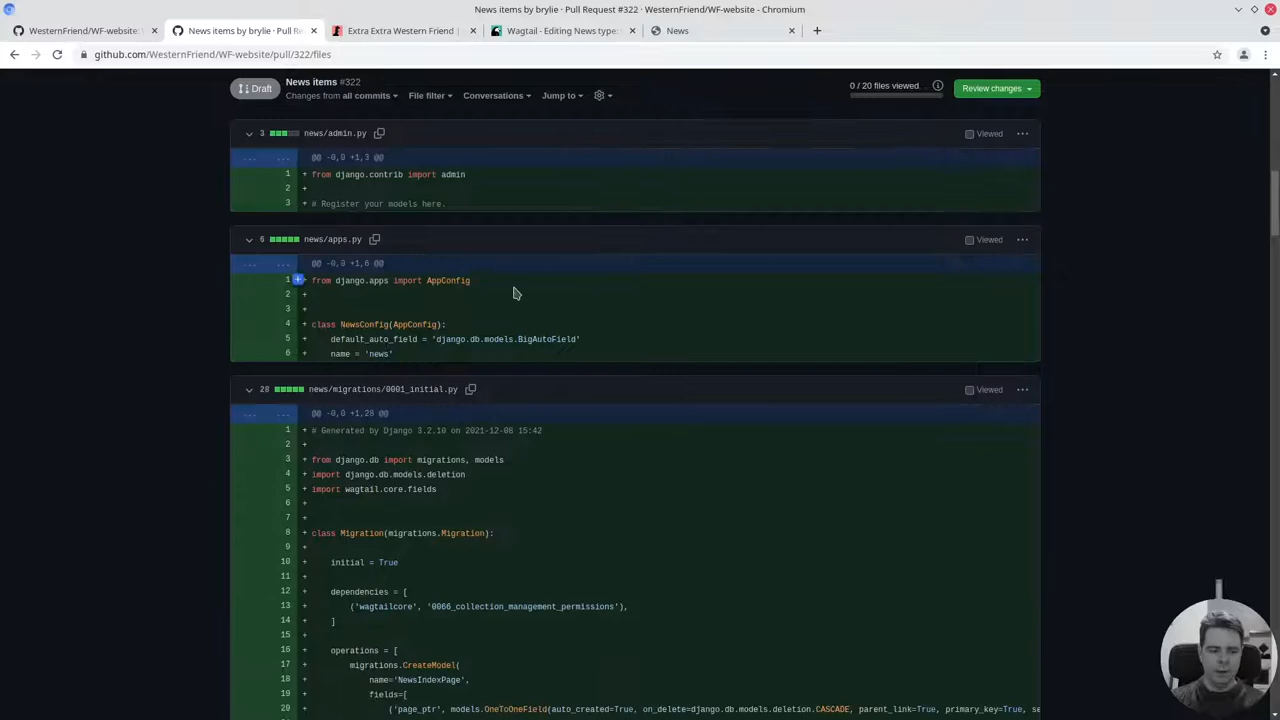 News items by brylie · Pull Request #322 · WesternFriend/WF-website - Chromium
WesternFriend/WF-website:
News items by brylie · Pull Re
Extra Extra Western Friend |
Wagtail - Editing News type:
News
github.com/WesternFriend/WF-website/pull/322/files
Draft
News items #322
Changes from all commits
File filter
Conversations
Jump to
0 / 20 files viewed
Review changes
3 news/admin.py
Viewed
... ... @@ -0,0 +1,3 @@
1 + from django.contrib import admin
2 +
3 + # Register your models here.
6 news/apps.py
Viewed
... ... @@ -0,0 +1,6 @@
1 + from django.apps import AppConfig
2 +
3 +
4 + class NewsConfig(AppConfig):
5 + default_auto_field = 'django.db.models.BigAutoField'
6 + name = 'news'
28 news/migrations/0001_initial.py
Viewed
... ... @@ -0,0 +1,28 @@
1 + # Generated by Django 3.2.10 on 2021-12-08 15:42
2 +
3 + from django.db import migrations, models
4 + import django.db.models.deletion
5 + import wagtail.core.fields
6 +
7 +
8 + class Migration(migrations.Migration):
9 +
10 + initial = True
11 +
12 + dependencies = [
13 + ('wagtailcore', '0066_collection_management_permissions'),
14 + ]
15 +
16 + operations = [
17 + migrations.CreateModel(
18 + name='NewsIndexPage',
19 + fields=[
20 + ('page_ptr', models.OneToOneField(auto_created=True, on_delete=django.db.models.deletion.CASCADE, parent_link=True, primary_key=True, se